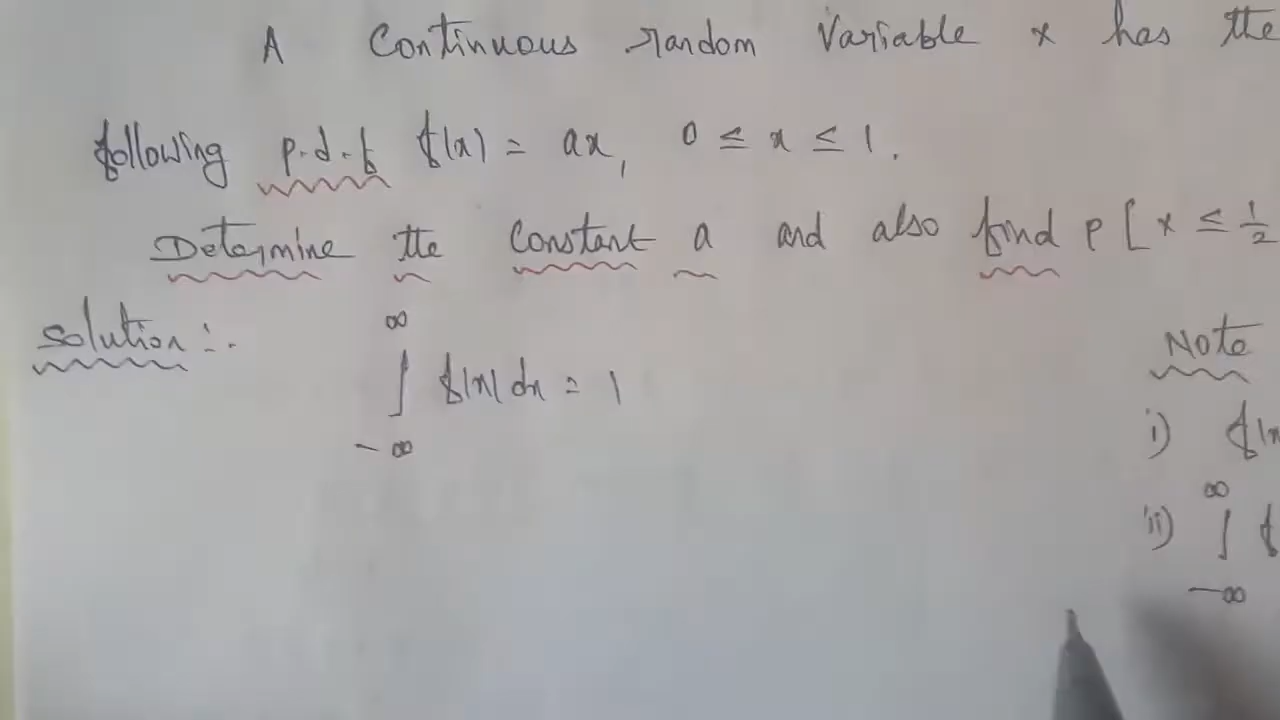 A Continuous random Variable x has the
following p.d.f f(x) = ax, 0 ≤ x ≤ 1.
Determine the constant a and also find P[x ≤ 1/2
Solution:-
∞
∫ f(x) dx = 1
-∞
Note
i) f(x
∞
ii) ∫ f
-∞